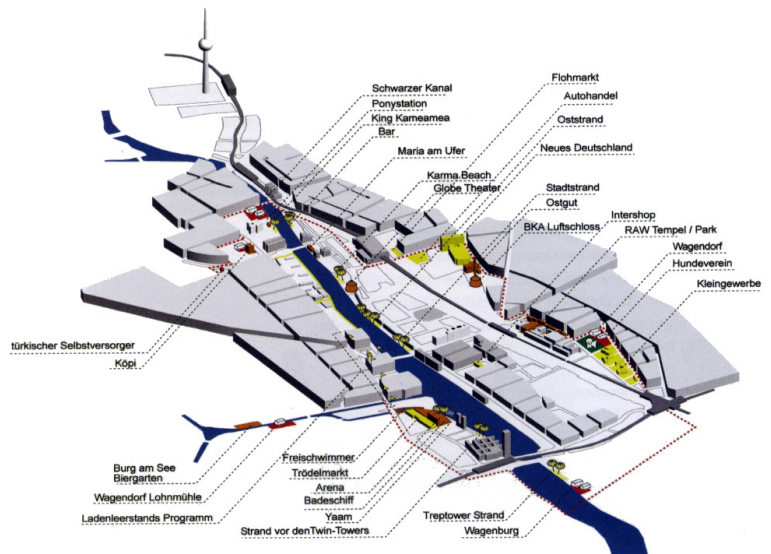 Schwarzer Kanal
Ponystation
King Kameamea
Bar
Maria am Ufer
Karma Beach
Globe Theater
Flohmarkt
Autohandel
Oststrand
Neues Deutschland
Stadtstrand
Ostgut
BKA Luftschloss
Intershop
RAW Tempel / Park
Wagendorf
Hundeverein
Kleingewerbe
türkischer Selbstversorger
Köpi
Burg am See
Biergarten
Wagendorf Lohnmühle
Ladenleerstands Programm
Freischwimmer
Trödelmarkt
Arena
Badeschiff
Yaam
Strand vor denTwin-Towers
Treptower Strand
Wagenburg